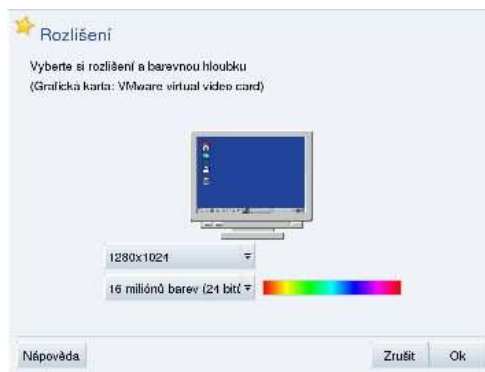 Rozlišení
Vyberte si rozlišení a barevnou hloubku
(Grafická karta: VMware virtual video card)
1280x1024
16 miliónů barev (24 bitů
Nápověda
Zrušit
Ok